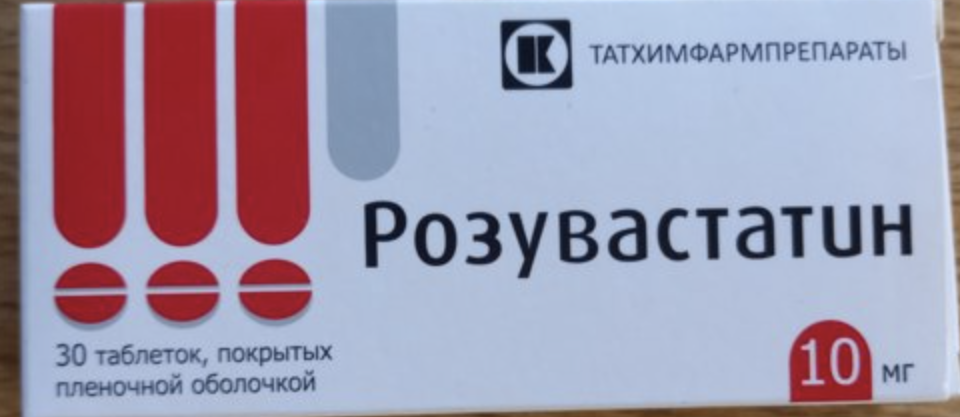 ТАТХИМФАРМПРЕПАРАТЫ
Розувастатин
30 таблеток, покрытых
пленочной оболочкой
10 мг